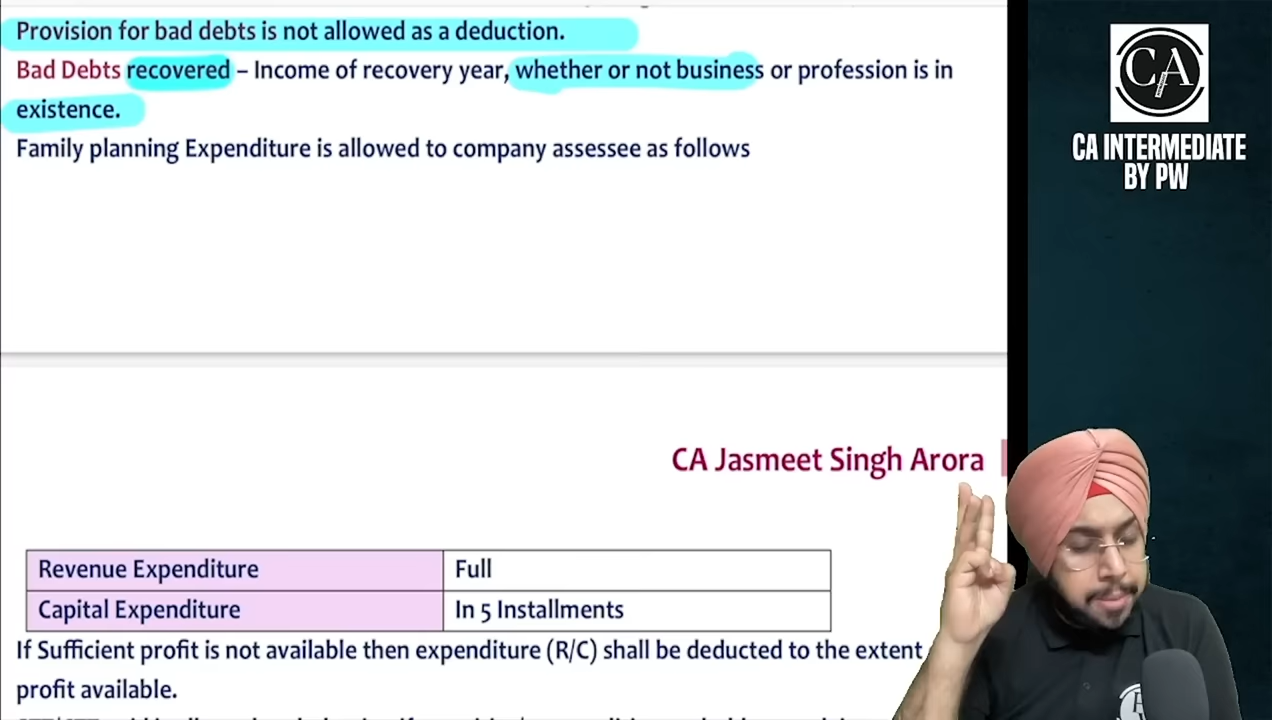 Provision for bad debts is not allowed as a deduction.
Bad Debts recovered – Income of recovery year, whether or not business or profession is in
existence.
Family planning Expenditure is allowed to company assessee as follows
CA
CA INTERMEDIATE
BY PW
CA Jasmeet Singh Arora
Revenue Expenditure Full
Capital Expenditure In 5 Installments
If Sufficient profit is not available then expenditure (R/C) shall be deducted to the extent
profit available.